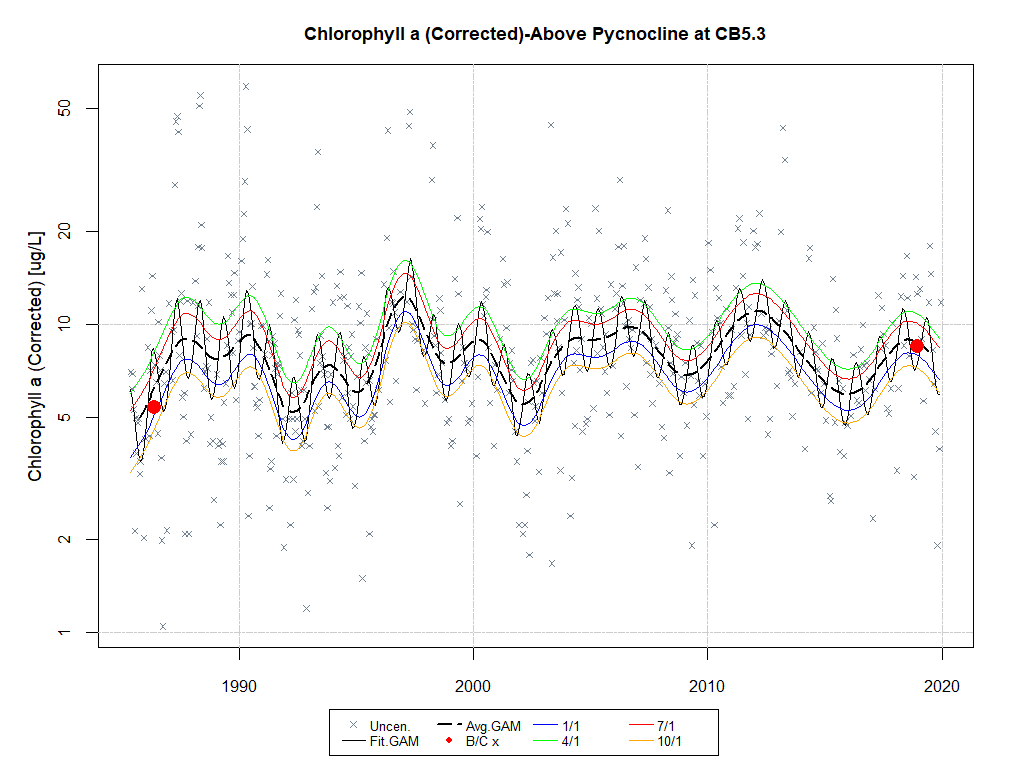 Chlorophyll a (Corrected)-Above Pycnocline at CB5.3
Chlorophyll a (Corrected) [ug/L]
50
20
10
5
2
1
1990 2000 2010 2020
Uncen. Avg.GAM 1/1 7/1
Fit.GAM B/C x 4/1 10/1